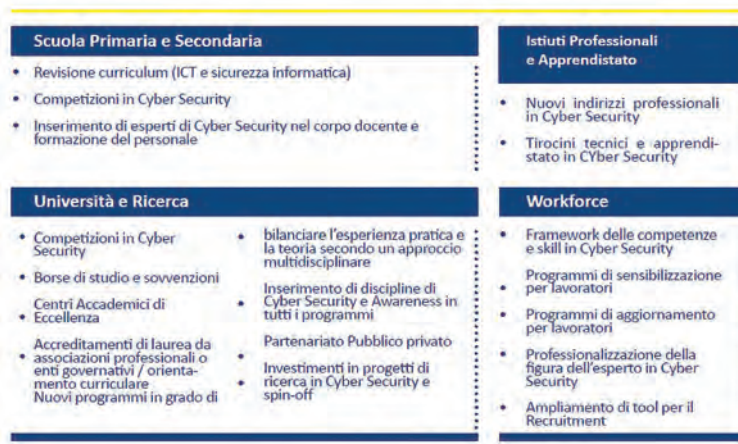 Scuola Primaria e Secondaria
• Revisione curriculum (ICT e sicurezza informatica)
• Competizioni in Cyber Security
• Inserimento di esperti di Cyber Security nel corpo docente e
formazione del personale
Istiuti Professionali
e Apprendistato
• Nuovi indirizzi professionali
in Cyber Security
• Tirocini tecnici e apprendi-
stato in CYber Security
Università e Ricerca
• Competizioni in Cyber
Security
• Borse di studio e sovvenzioni
Centri Accademici di
• Eccellenza
Accreditamenti di laurea da
• associazioni professionali o
enti governativi / orienta-
mento curriculare
Nuovi programmi in grado di
• bilanciare l'esperienza pratica e
la teoria secondo un approccio
multidisciplinare
Inserimento di discipline di
• Cyber Security e Awareness in
tutti i programmi
Partenariato Pubblico privato
• Investimenti in progetti di
• ricerca in Cyber Security e
spin-off
Workforce
• Framework delle competenze
e skill in Cyber Security
Programmi di sensibilizzazione
• per lavoratori
• Programmi di aggiornamento
per lavoratori
• Professionalizzazione della
figura dell'esperto in Cyber
Security
• Ampliamento di tool per il
Recruitment